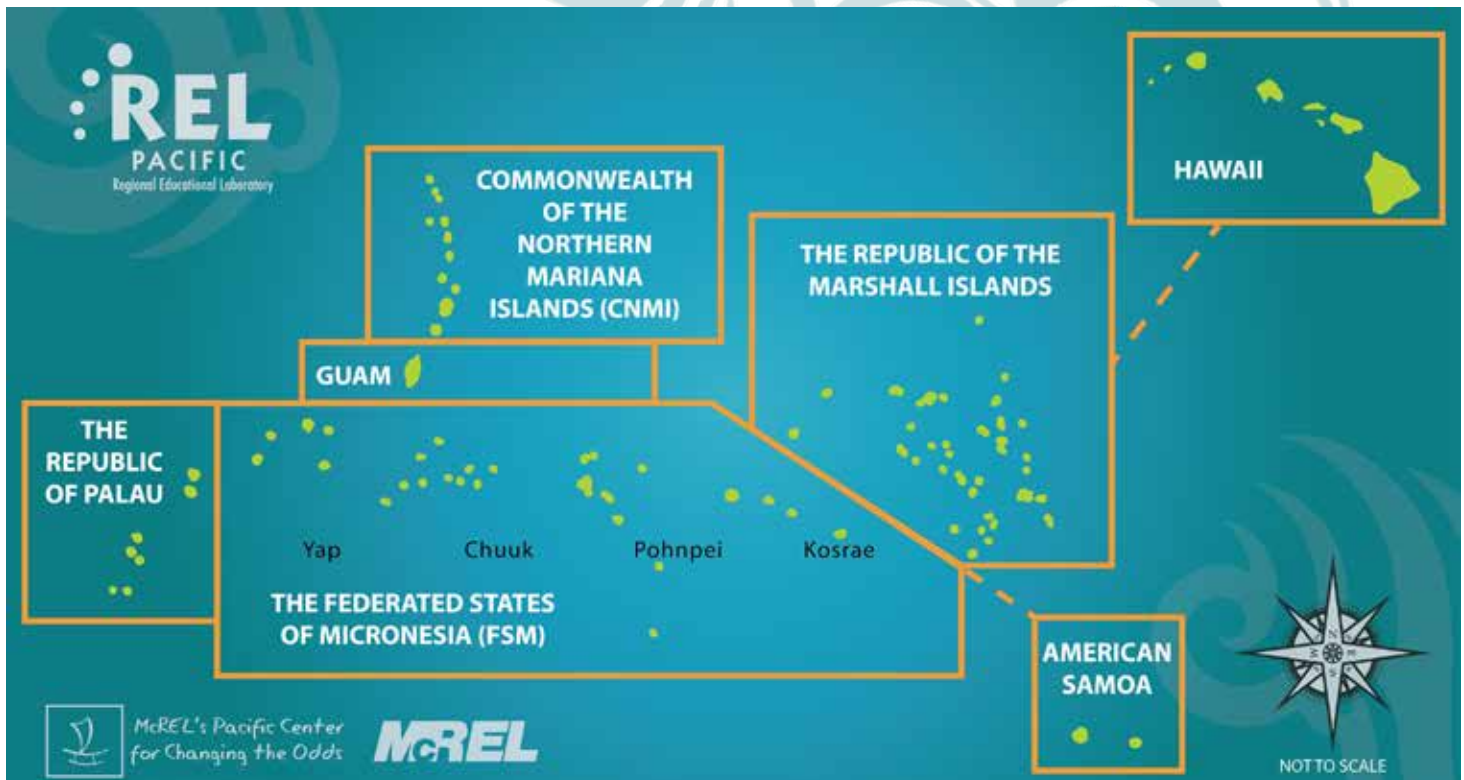 REL
PACIFIC
Regional Educational Laboratory
HAWAII
COMMONWEALTH
OF THE
NORTHERN
MARIANA
ISLANDS (CNMI)
THE REPUBLIC OF THE
MARSHALL ISLANDS
GUAM
THE
REPUBLIC
OF PALAU
Yap
Chuuk
Pohnpei
Kosrae
THE FEDERATED STATES
OF MICRONESIA (FSM)
AMERICAN
SAMOA
McREL's Pacific Center
for Changing the Odds
McREL
N
E
S
W
NOT TO SCALE